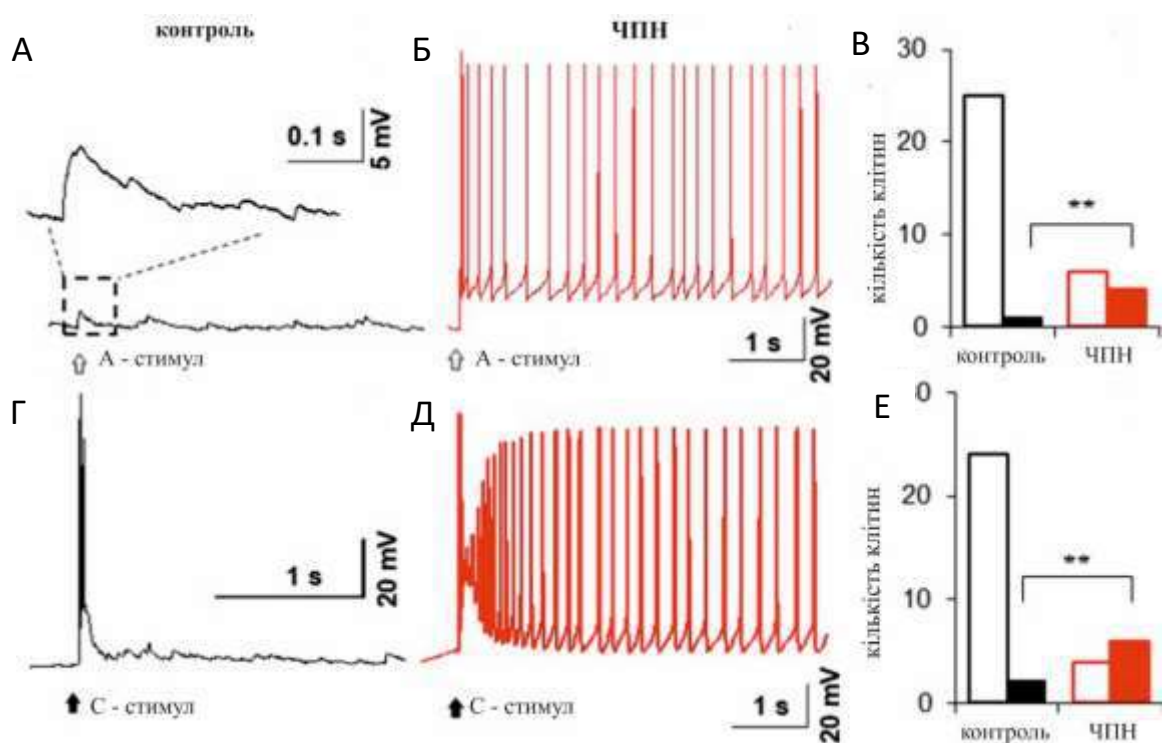 А
контроль
0.1 s
5 mV
А - стимул
Б
ЧПН
1 s
20 mV
А - стимул
В
30
20
10
0
кількість клітин
**
контроль
ЧПН
Г
1 s
20 mV
С - стимул
Д
1 s
20 mV
С - стимул
Е
0
20
10
0
кількість клітин
**
контроль
ЧПН